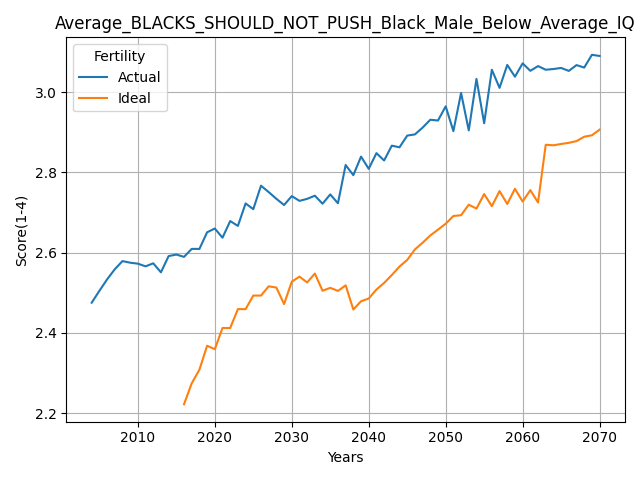 Average_BLACKS_SHOULD_NOT_PUSH_Black_Male_Below_Average_IQ
Fertility
Actual
Ideal
Score(1-4)
3.0
2.8
2.6
2.4
2.2
2010
2020
2030
2040
2050
2060
2070
Years